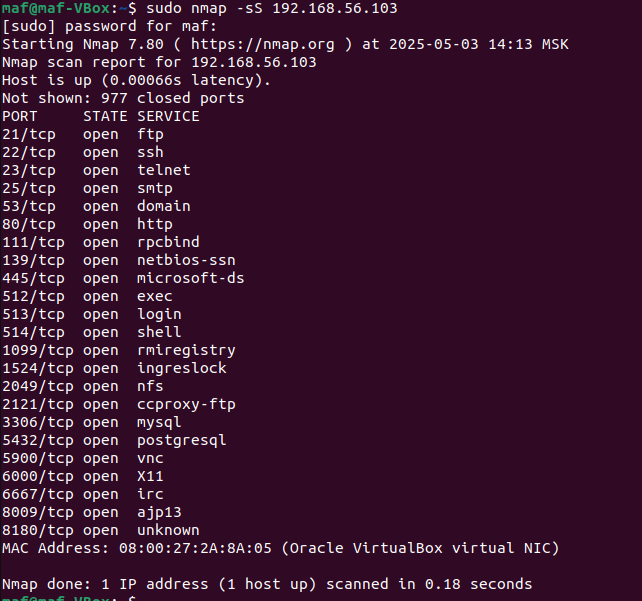 maf@maf-VBox:~$ sudo nmap -sS 192.168.56.103
[sudo] password for maf:
Starting Nmap 7.80 ( https://nmap.org ) at 2025-05-03 14:13 MSK
Nmap scan report for 192.168.56.103
Host is up (0.00066s latency).
Not shown: 977 closed ports
PORT     STATE SERVICE
21/tcp   open  ftp
22/tcp   open  ssh
23/tcp   open  telnet
25/tcp   open  smtp
53/tcp   open  domain
80/tcp   open  http
111/tcp  open  rpcbind
139/tcp  open  netbios-ssn
445/tcp  open  microsoft-ds
512/tcp  open  exec
513/tcp  open  login
514/tcp  open  shell
1099/tcp open  rmiregistry
1524/tcp open  ingreslock
2049/tcp open  nfs
2121/tcp open  ccproxy-ftp
3306/tcp open  mysql
5432/tcp open  postgresql
5900/tcp open  vnc
6000/tcp open  X11
6667/tcp open  irc
8009/tcp open  ajp13
8180/tcp open  unknown
MAC Address: 08:00:27:2A:8A:05 (Oracle VirtualBox virtual NIC)

Nmap done: 1 IP address (1 host up) scanned in 0.18 seconds
maf@maf-VBox:~$